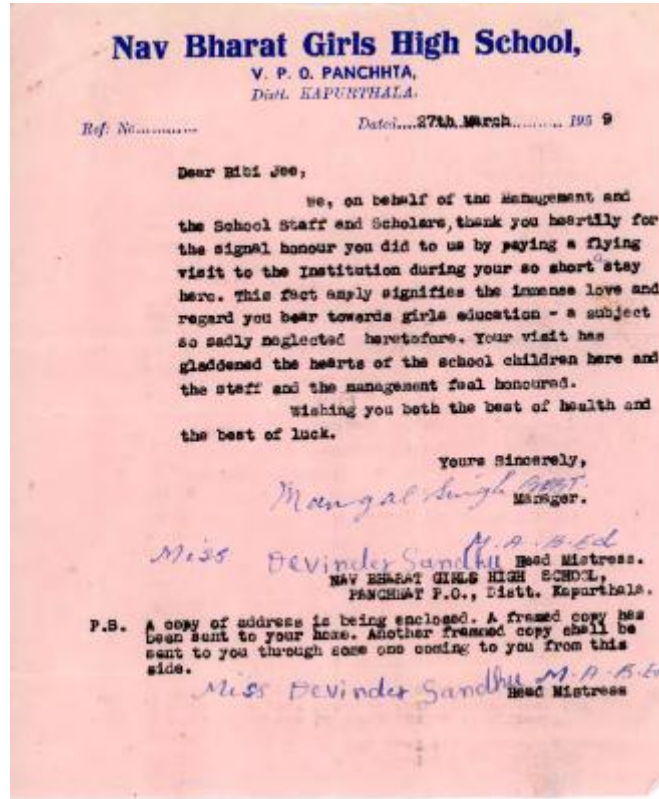 Nav Bharat Girls High School,
V. P. O. PANCHHTA,
Distt. KAPURTHALA.
Ref: No............ Dated....27th March.......... 195 9
Dear Bibi Jee,
We, on behalf of the Management and
the School Staff and Scholars, thank you heartily for
the signal honour you did to us by paying a flying
visit to the Institution during your so short a stay
here. This fact amply signifies the immense love and
regard you bear towards girls education - a subject
so sadly neglected heretofore. Your visit has
gladdened the hearts of the school children here and
the staff and the management feel honoured.
Wishing you both the best of health and
the best of luck.
Yours Sincerely,
Mangal Singh
Manager.
M.A.B.Ed
Miss Devinder Sandhu Head Mistress.
NAV BHARAT GIRLS HIGH SCHOOL,
PANCHHAT P.O., Distt. Kapurthala.
P.S. A copy of address is being enclosed. A framed copy has
been sent to your home. Another frammed copy shall be
sent to you through some one coming to you from this
side.
Miss Devinder Sandhu M.A.B.Ed
Head Mistress